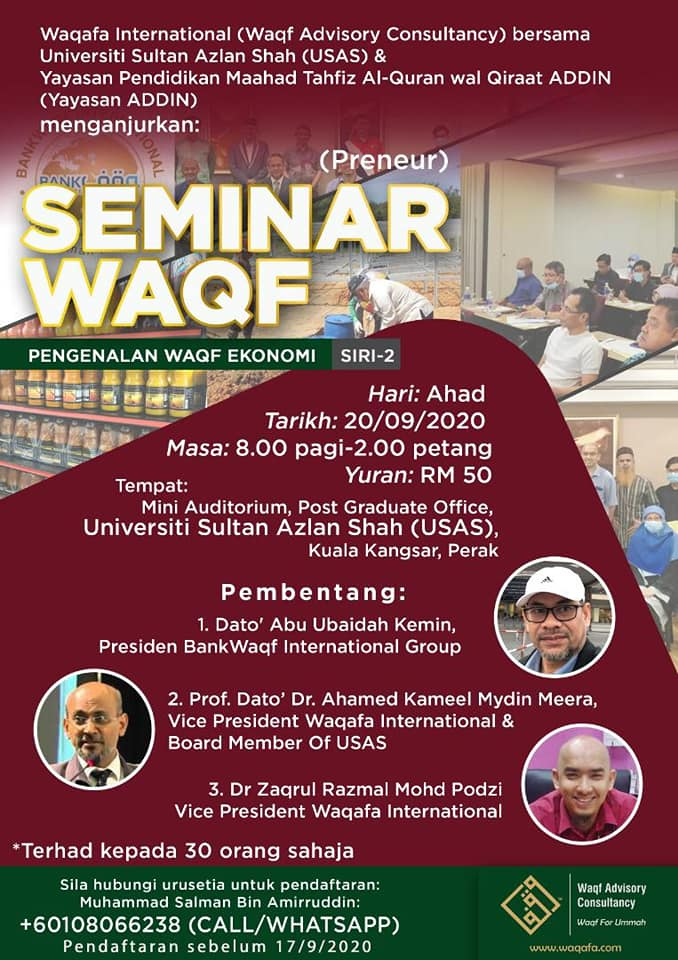 Waqafa International (Waqf Advisory Consultancy) bersama
Universiti Sultan Azlan Shah (USAS) &
Yayasan Pendidikan Maahad Tahfiz Al-Quran wal Qiraat ADDIN
(Yayasan ADDIN)
menganjurkan:
(Preneur)
SEMINAR
WAQF
PENGENALAN WAQF EKONOMI SIRI-2
Hari: Ahad
Tarikh: 20/09/2020
Masa: 8.00 pagi-2.00 petang
Yuran: RM 50
Tempat:
Mini Auditorium, Post Graduate Office,
Universiti Sultan Azlan Shah (USAS),
Kuala Kangsar, Perak
Pembentang:
1. Dato' Abu Ubaidah Kemin,
Presiden BankWaqf International Group
2. Prof. Dato’ Dr. Ahamed Kameel Mydin Meera,
Vice President Waqafa International &
Board Member Of USAS
3. Dr Zaqrul Razmal Mohd Podzi
Vice President Waqafa International
*Terhad kepada 30 orang sahaja
Sila hubungi urusetia untuk pendaftaran:
Muhammad Salman Bin Amirruddin:
+60108066238 (CALL/WHATSAPP)
Pendaftaran sebelum 17/9/2020
Waqf Advisory
Consultancy
Waqf For Ummah
www.waqafa.com